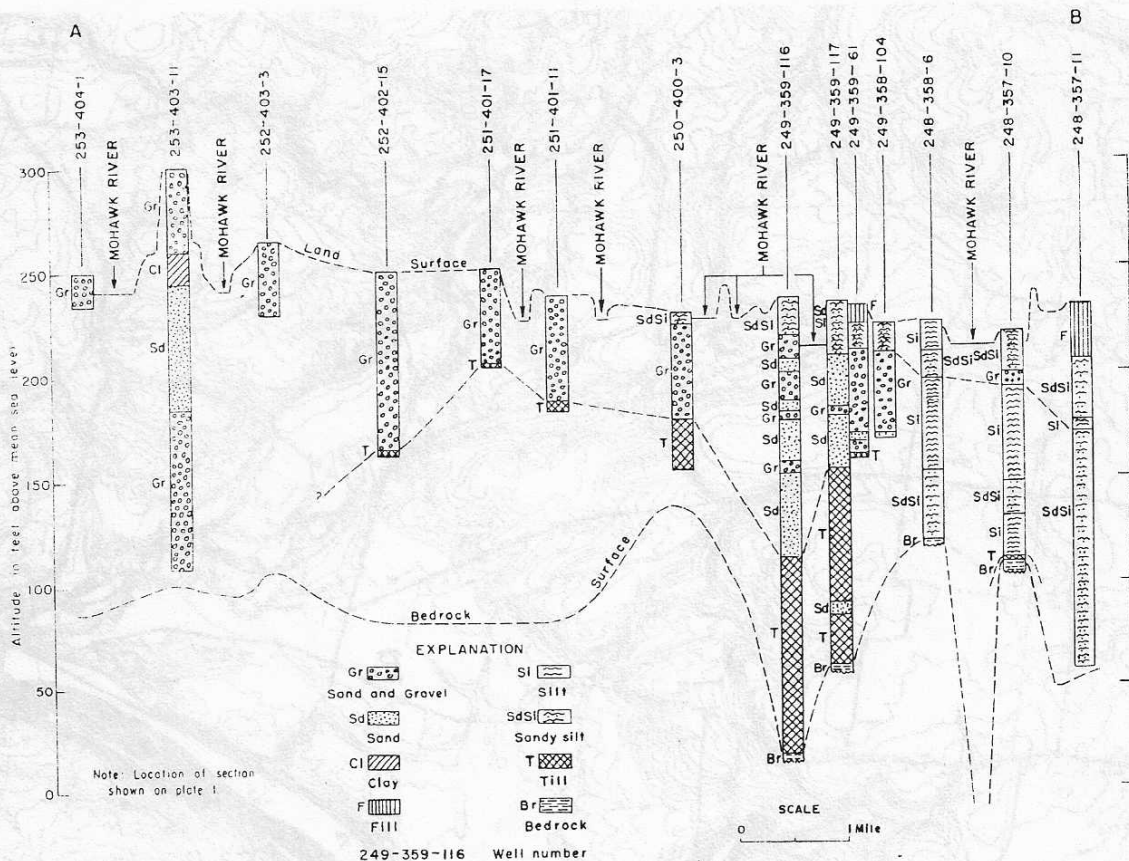 A
B
253-404-1
MOHAWK RIVER
253-403-11
MOHAWK RIVER
252-403-3
252-402-15
251-401-17
MOHAWK RIVER
251-401-11
MOHAWK RIVER
250-400-3
MOHAWK RIVER
249-359-116
249-359-117
249-359-61
249-358-104
248-358-6
MOHAWK RIVER
248-357-10
248-357-11
Altitude in feet above mean sea level
300
250
200
150
100
50
0
Gr
Gr
Cl
Sd
Gr
Gr
Land Surface
Gr
T
Gr
T
Gr
T
SdSi
Gr
T
SdSi
Gr
Sd
Gr
Sd
Gr
Sd
Gr
Sd
T
Br
Sd
Si
Sd
Gr
Sd
T
Sd
T
Br
F
T
Si
Gr
Si
SdSi
Br
SdSi
SdSi
Gr
Si
SdSi
Si
T
Br
F
SdSi
Si
SdSi
?
Bedrock Surface
EXPLANATION
Gr
Sand and Gravel
Sd
Sand
Cl
Clay
F
Fill
Si
Silt
SdSi
Sandy silt
T
Till
Br
Bedrock
249-359-116 Well number
Note: Location of section
shown on plate 1
SCALE
0 1 Mile